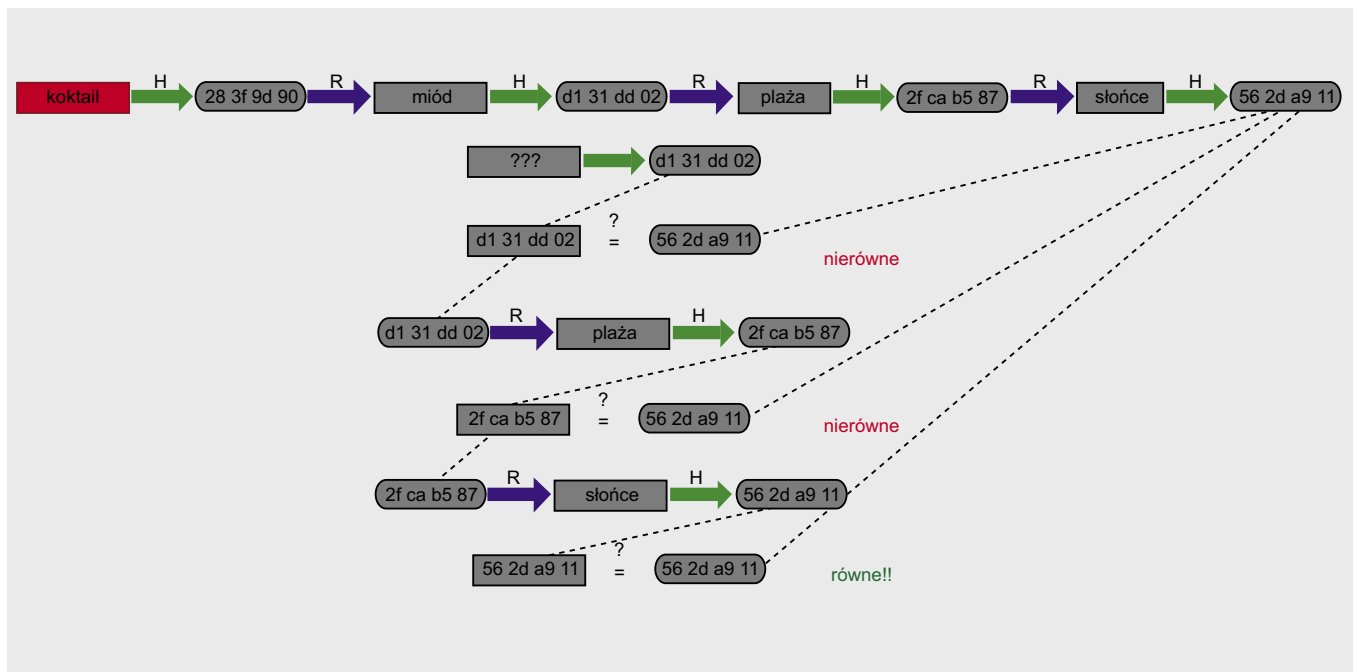 H R H R H R H
koktail 28 3f 9d 90 miód d1 31 dd 02 plaża 2f ca b5 87 słońce 56 2d a9 11
??? d1 31 dd 02
?
d1 31 dd 02 = 56 2d a9 11
nierówne
R H
d1 31 dd 02 plaża 2f ca b5 87
?
2f ca b5 87 = 56 2d a9 11 nierówne
R H
2f ca b5 87 słońce 56 2d a9 11
?
56 2d a9 11 = 56 2d a9 11 równe!!